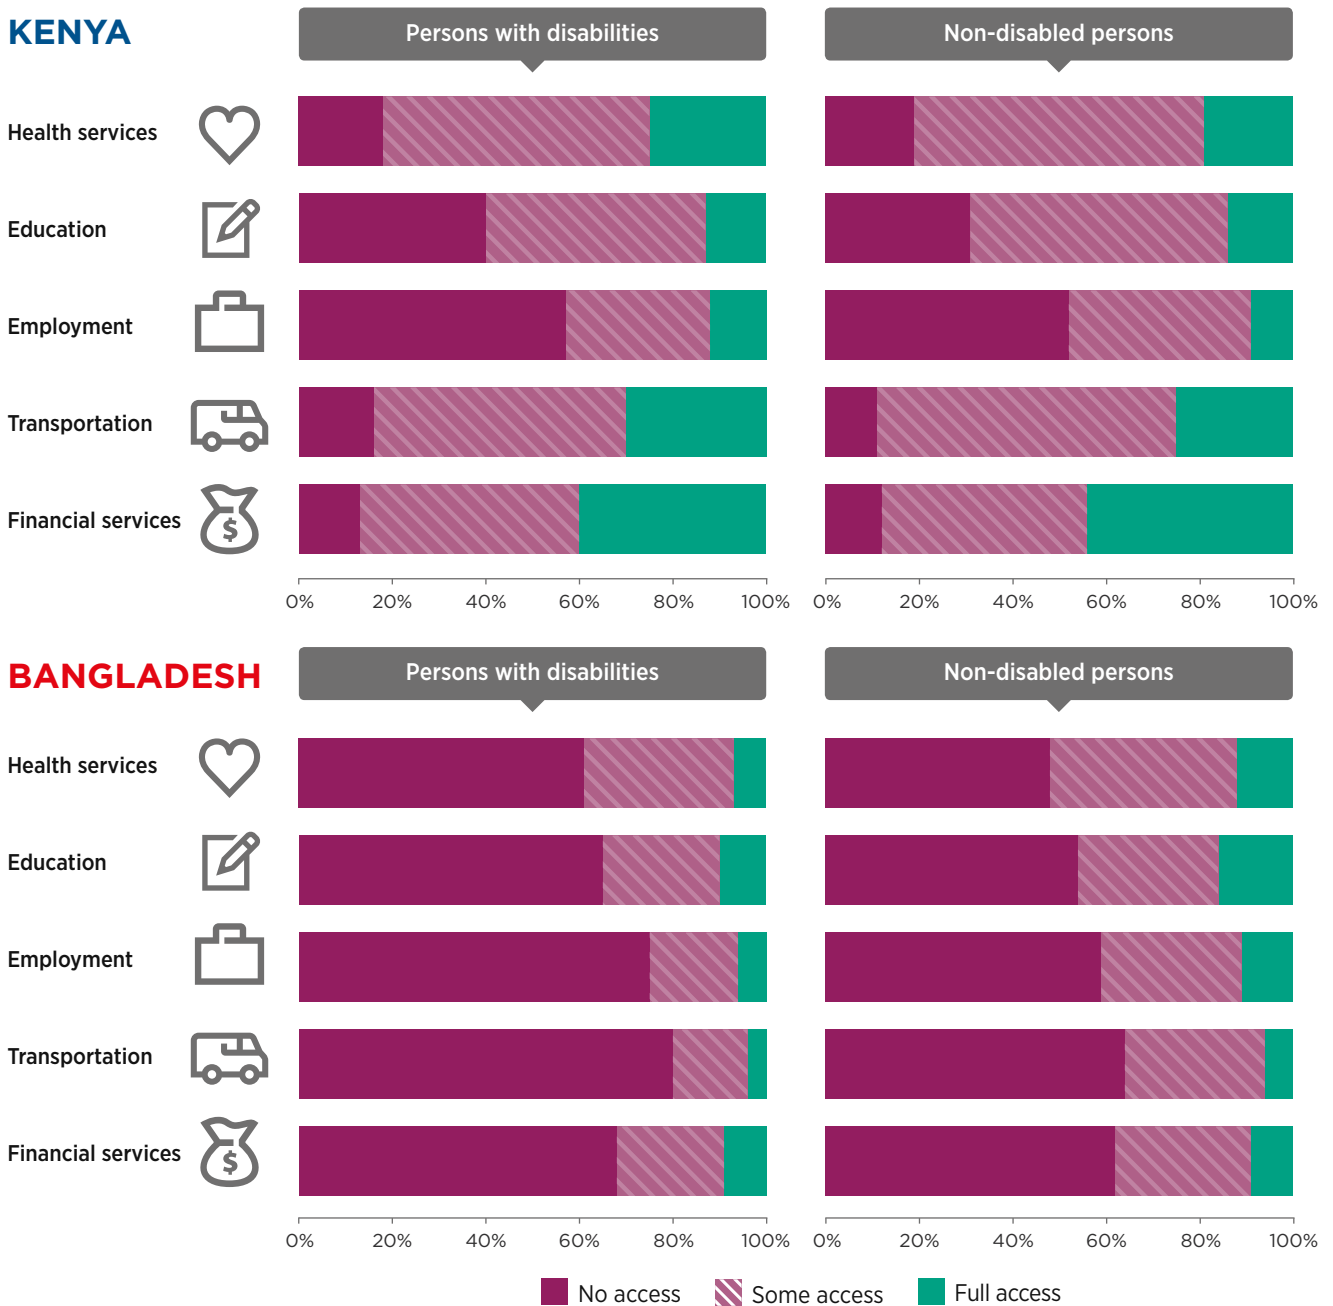 KENYA
Persons with disabilities
Non-disabled persons
Health services
Education
Employment
Transportation
Financial services
$
0% 20% 40% 60% 80% 100%
0% 20% 40% 60% 80% 100%
BANGLADESH
Persons with disabilities
Non-disabled persons
Health services
Education
Employment
Transportation
Financial services
$
0% 20% 40% 60% 80% 100%
0% 20% 40% 60% 80% 100%
No access Some access Full access